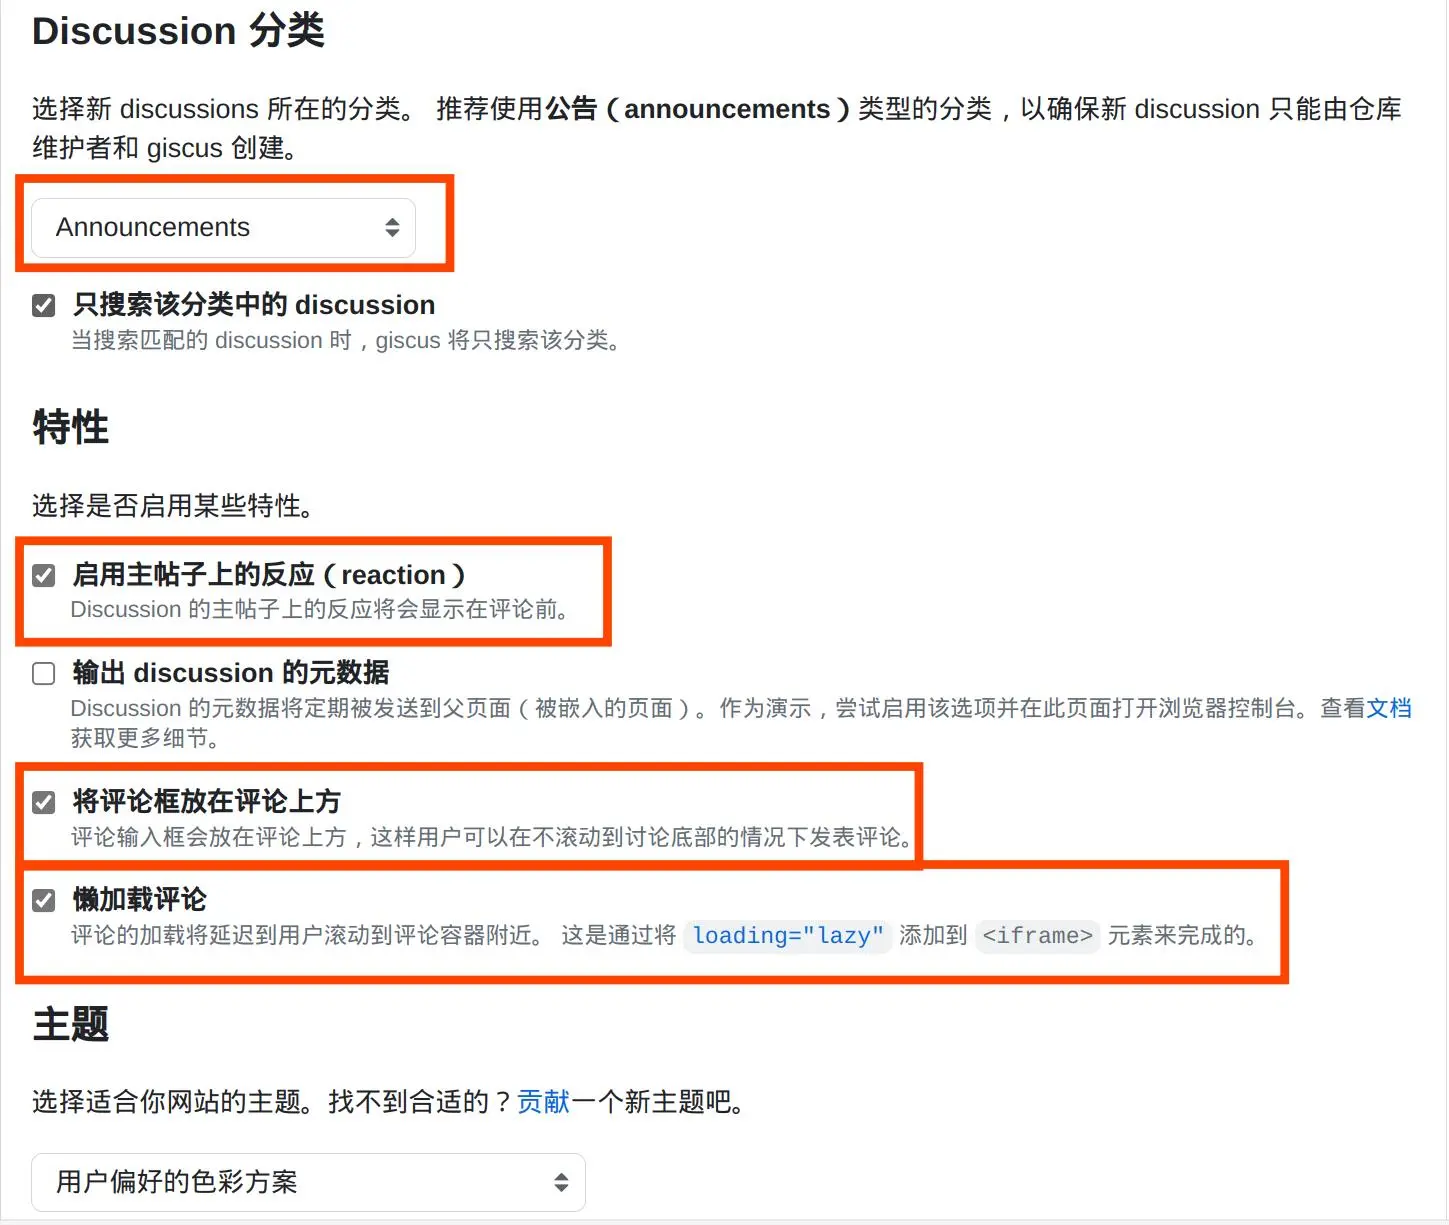 Discussion 分类
选择新 discussions 所在的分类。 推荐使用公告（announcements）类型的分类，以确保新 discussion 只能由仓库
维护者和 giscus 创建。
Announcements
只搜索该分类中的 discussion
当搜索匹配的 discussion 时，giscus 将只搜索该分类。
特性
选择是否启用某些特性。
启用主帖子上的反应（reaction）
Discussion 的主帖子上的反应将会显示在评论前。
输出 discussion 的元数据
Discussion 的元数据将定期被发送到父页面（被嵌入的页面）。作为演示，尝试启用该选项并在此页面打开浏览器控制台。查看文档
获取更多细节。
将评论框放在评论上方
评论输入框会放在评论上方，这样用户可以在不滚动到讨论底部的情况下发表评论。
懒加载评论
评论的加载将延迟到用户滚动到评论容器附近。 这是通过将 loading="lazy" 添加到 <iframe> 元素来完成的。
主题
选择适合你网站的主题。找不到合适的？贡献一个新主题吧。
用户偏好的色彩方案